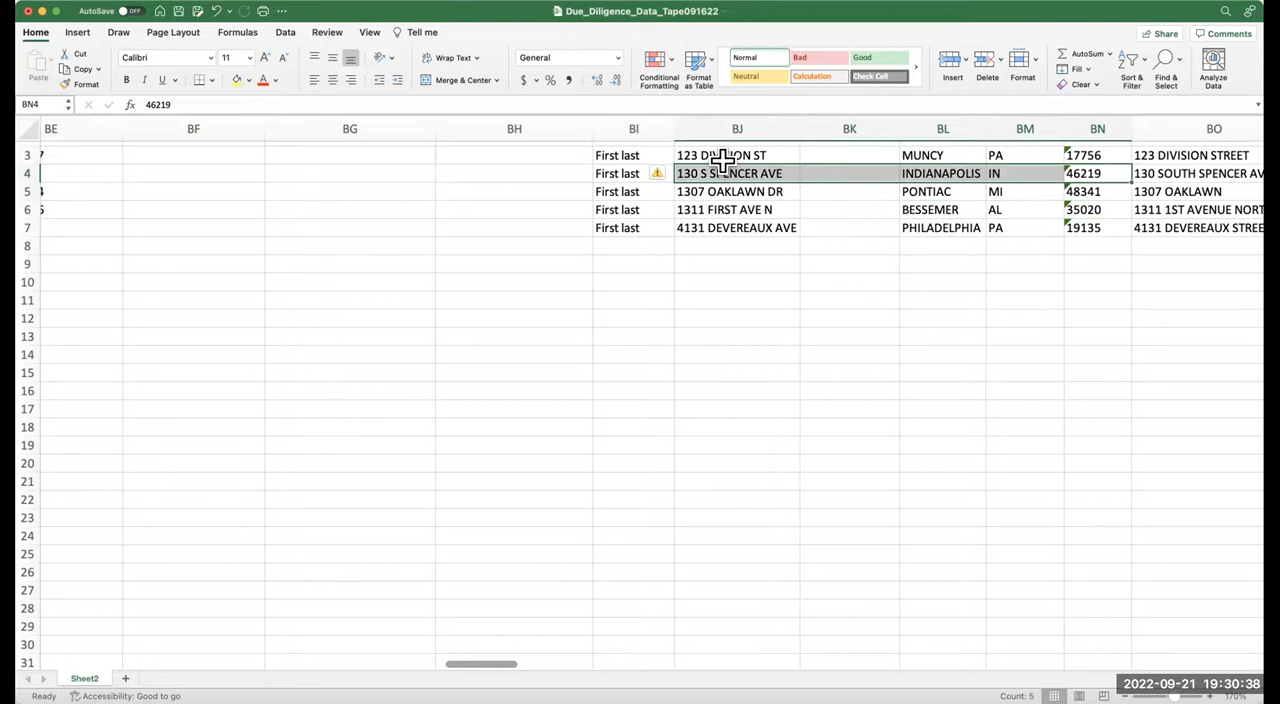 AutoSave OFF Due_Diligence_Data_Tape091622
Home Insert Draw Page Layout Formulas Data Review View Tell me Share Comments
Paste Cut Copy Format Calibri 11 A A Wrap Text General Conditional Formatting Format as Table Normal Bad Good Insert Delete Format AutoSum Sort & Filter Find & Select Analyze Data
B I U A Merge & Center $ % Neutral Calculation Check Cell Fill Clear
BN4 fx 46219
BE BF BG BH BI BJ BK BL BM BN BO
3 7 First last 123 DIVISION ST MUNCY PA 17756 123 DIVISION STREET
4 First last 130 S SPENCER AVE INDIANAPOLIS IN 46219 130 SOUTH SPENCER AV
5 First last 1307 OAKLAWN DR PONTIAC MI 48341 1307 OAKLAWN
6 First last 1311 FIRST AVE N BESSEMER AL 35020 1311 1ST AVENUE NORT
7 First last 4131 DEVEREAUX AVE PHILADELPHIA PA 19135 4131 DEVEREAUX STREE
8
9
10
11
12
13
14
15
16
17
18
19
20
21
22
23
24
25
26
27
28
29
30
31
Sheet2
Ready Accessibility: Good to go Count: 5 170%
2022-09-21 19:30:38